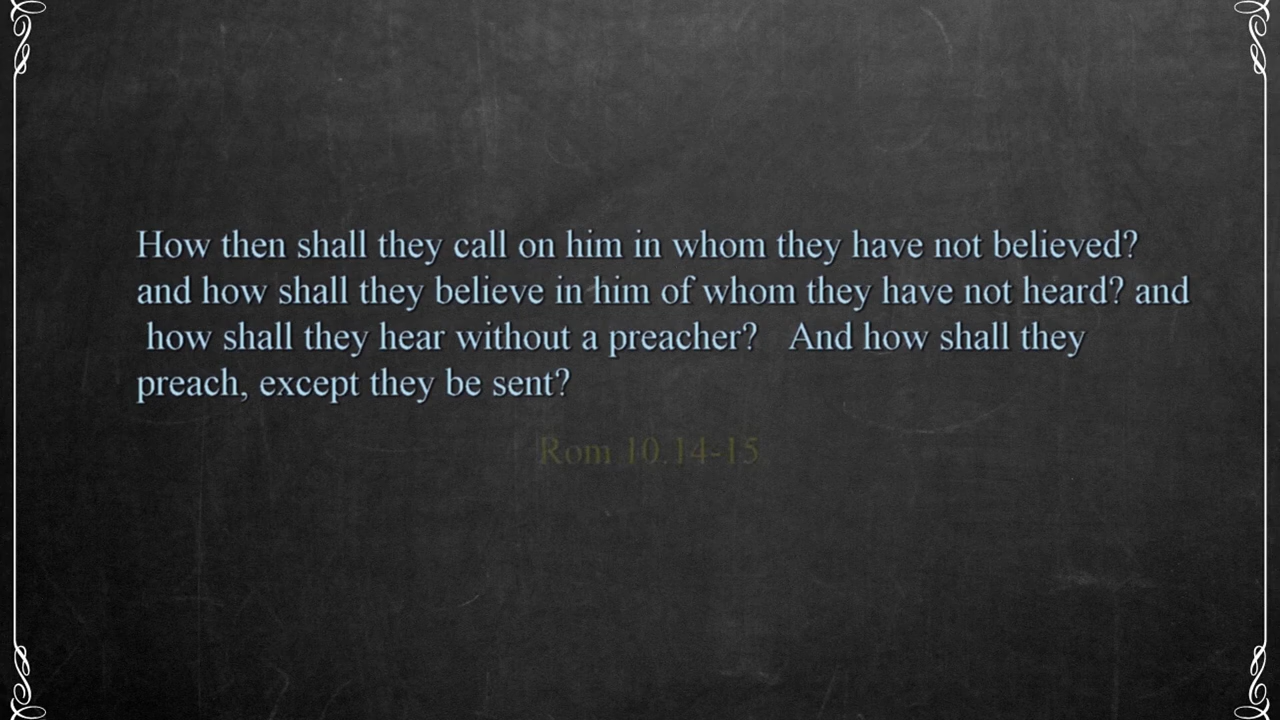 How then shall they call on him in whom they have not believed?
and how shall they believe in him of whom they have not heard? and
how shall they hear without a preacher? And how shall they
preach, except they be sent?
Rom 10.14-15